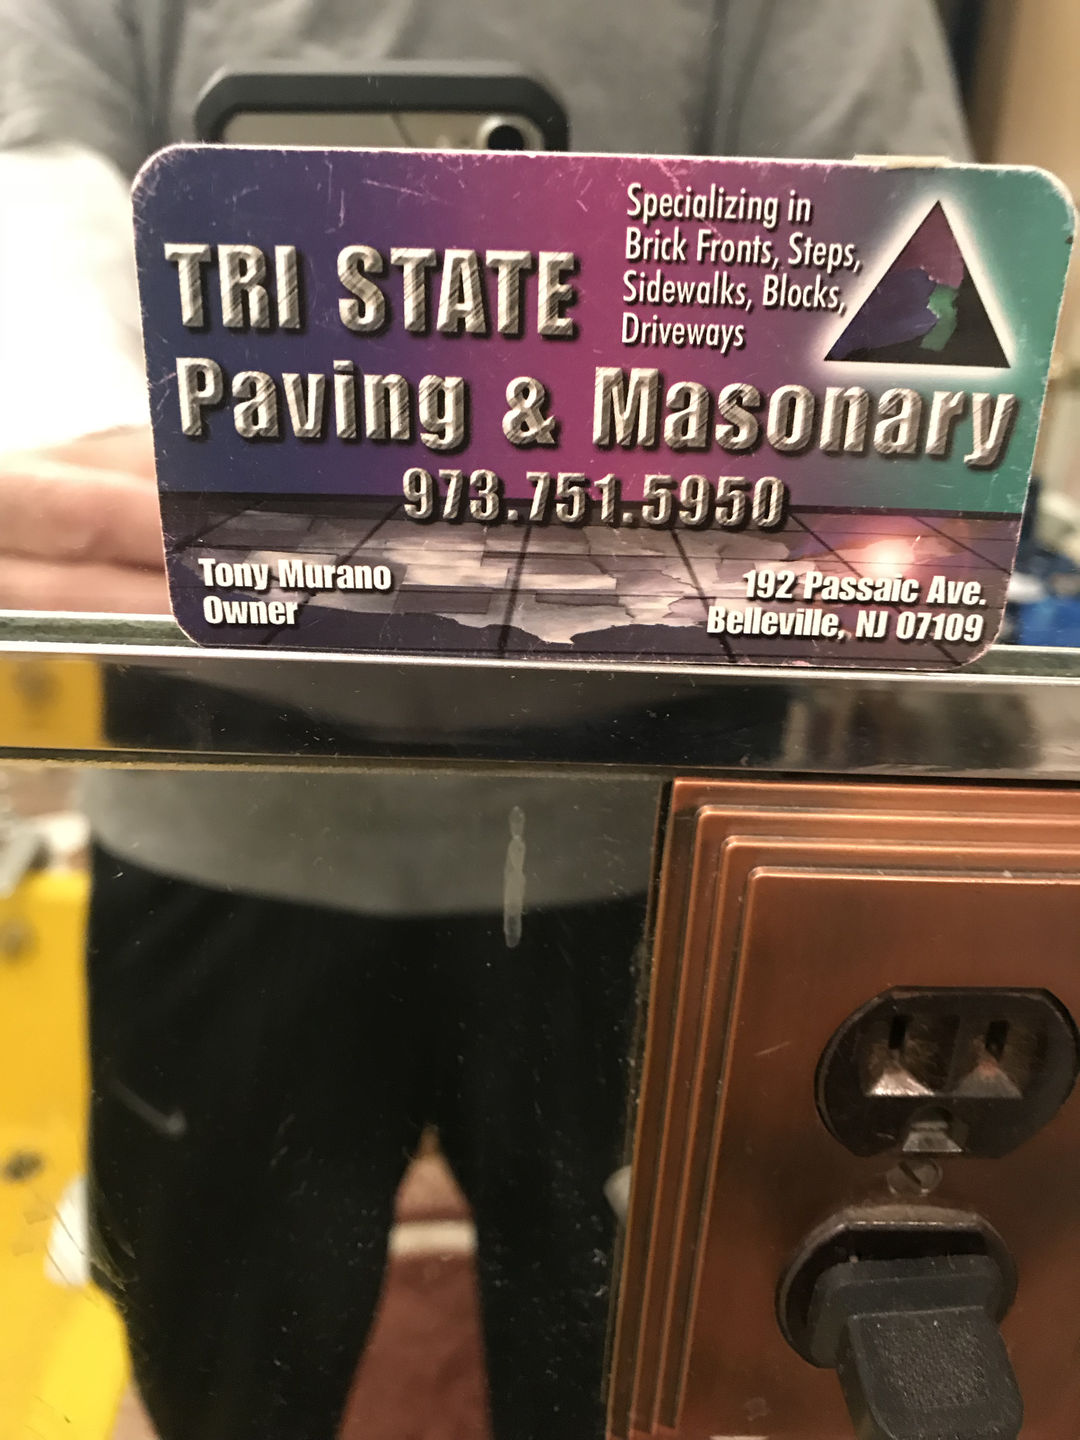 Specializing in
Brick Fronts, Steps,
Sidewalks, Blocks,
Driveways
TRI STATE
Paving & Masonary
973.751.5950
Tony Murano
Owner
192 Passaic Ave.
Belleville, NJ 07109